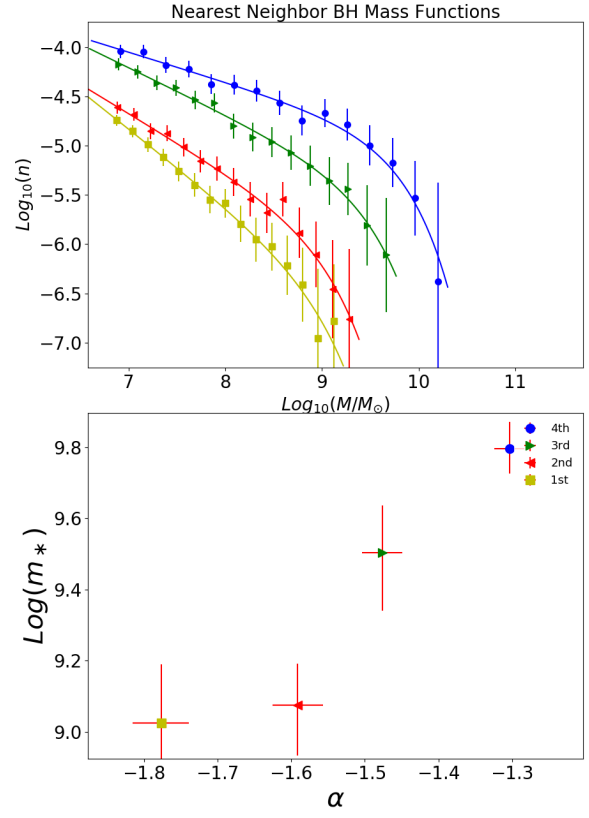 Nearest Neighbor BH Mass Functions
Log₁₀(n)
−4.0
−4.5
−5.0
−5.5
−6.0
−6.5
−7.0
7 8 9 10 11
Log₁₀(M/M⊙)
Log(m*)
9.8
9.6
9.4
9.2
9.0
4th
3rd
2nd
1st
−1.8 −1.7 −1.6 −1.5 −1.4 −1.3
α